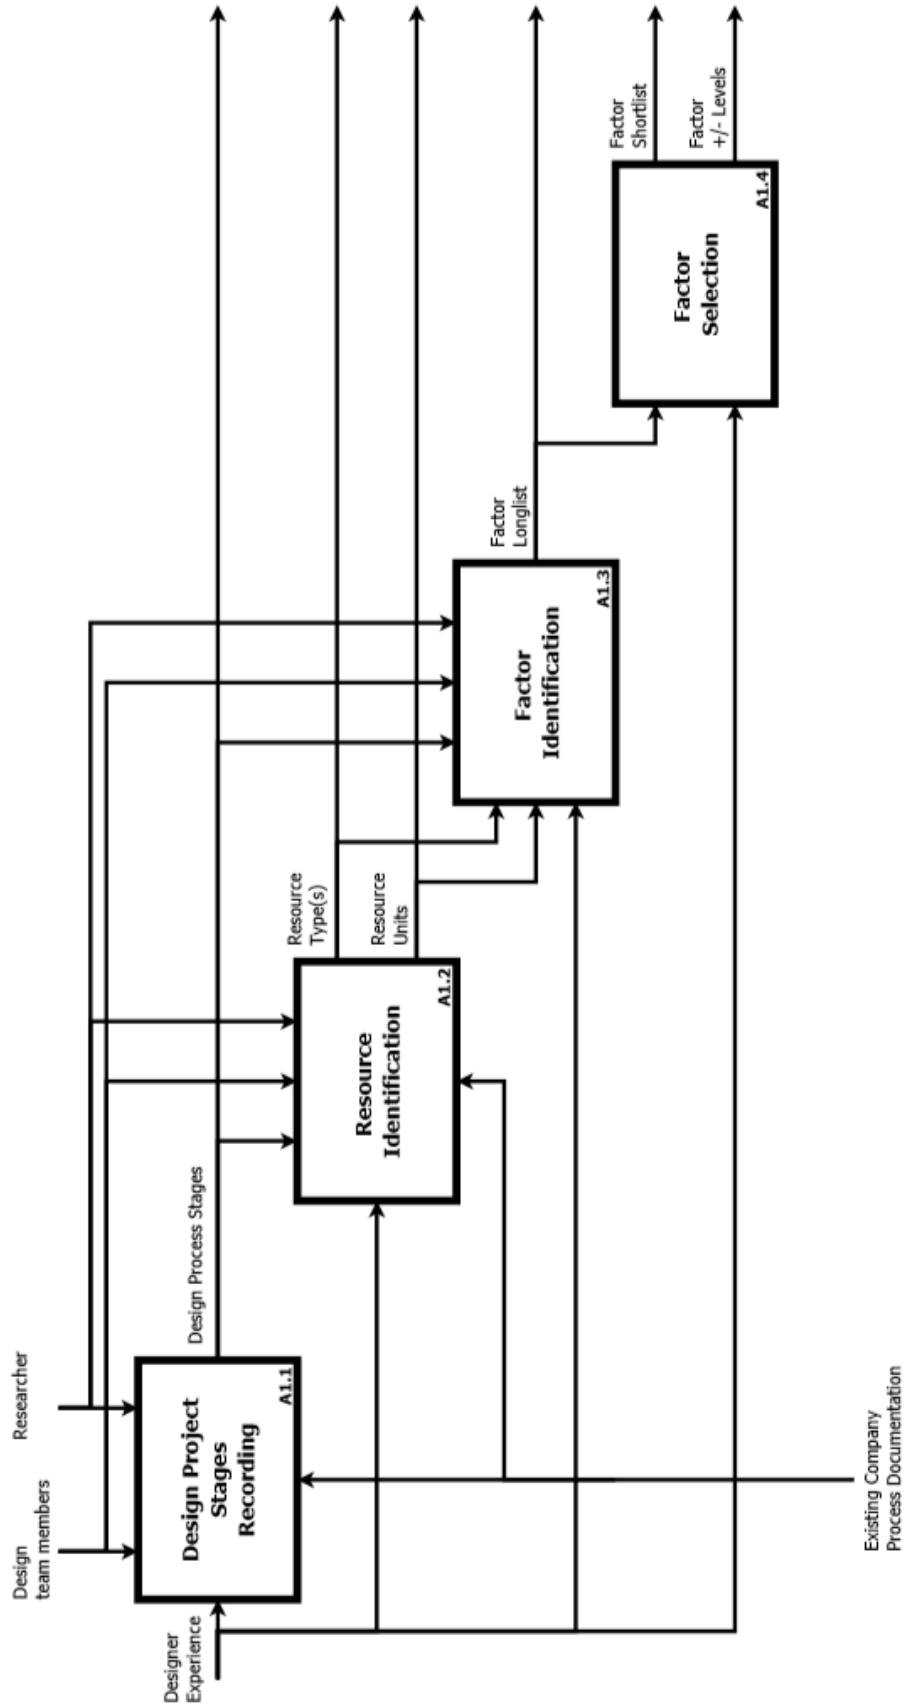 Designer
Experience
Design
team members
Researcher
Design Project
Stages
Recording
A1.1
Design Process Stages
Existing Company
Process Documentation
Resource
Identification
A1.2
Resource
Type(s)
Resource
Units
Factor
Identification
A1.3
Factor
Longlist
Factor
Selection
A1.4
Factor
Shortlist
Factor
+/- Levels